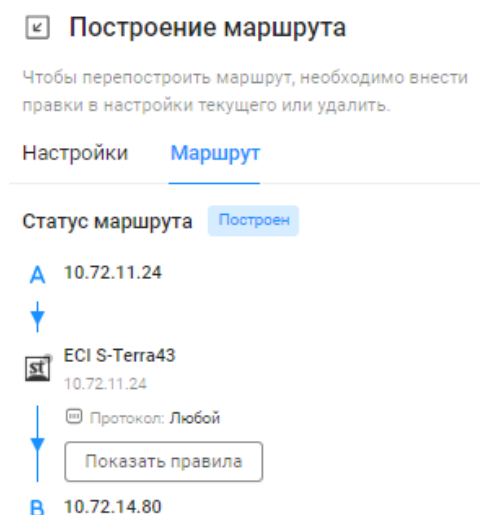 Построение маршрута
Чтобы перепостроить маршрут, необходимо внести
правки в настройки текущего или удалить.
Настройки Маршрут
Статус маршрута Построен
A 10.72.11.24
st ECI S-Terra43
10.72.11.24
Протокол: Любой
Показать правила
B 10.72.14.80